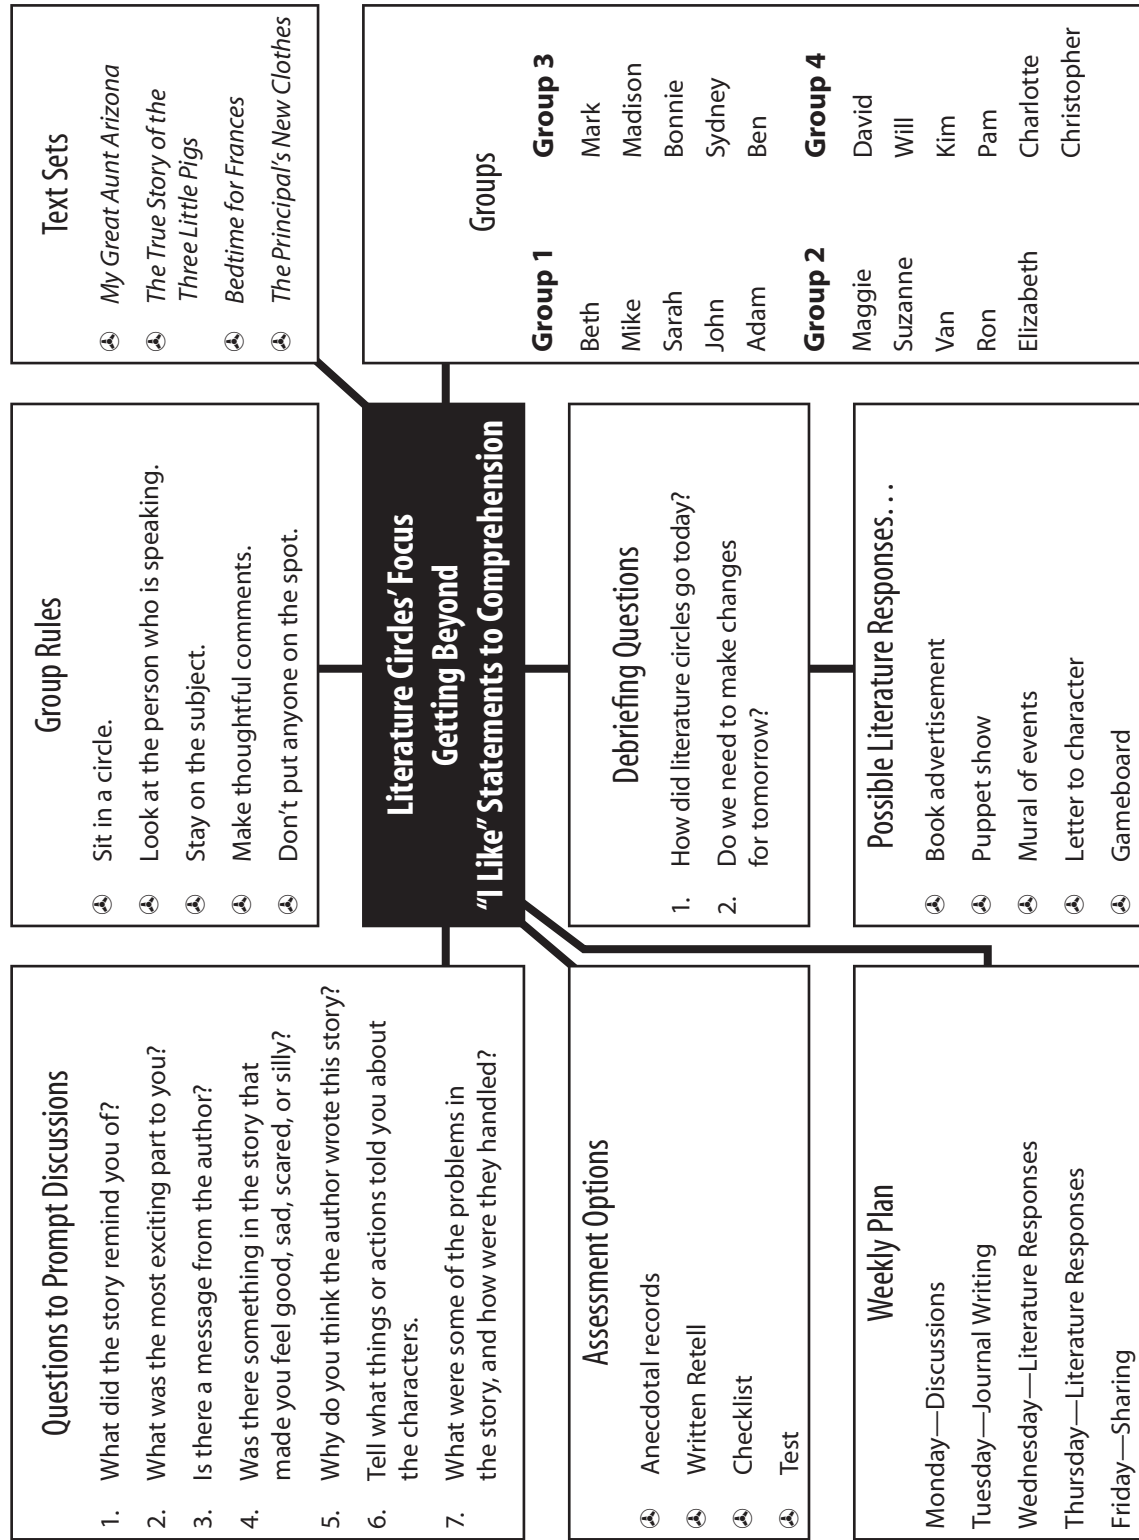 Questions to Prompt Discussions
1. What did the story remind you of?
2. What was the most exciting part to you?
3. Is there a message from the author?
4. Was there something in the story that
made you feel good, sad, scared, or silly?
5. Why do you think the author wrote this story?
6. Tell what things or actions told you about
the characters.
7. What were some of the problems in
the story, and how were they handled?
Group Rules
Sit in a circle.
Look at the person who is speaking.
Stay on the subject.
Make thoughtful comments.
Don't put anyone on the spot.
Text Sets
My Great Aunt Arizona
The True Story of the
Three Little Pigs
Bedtime for Frances
The Principal's New Clothes
Literature Circles' Focus
Getting Beyond
"I Like" Statements to Comprehension
Groups
Group 1
Beth
Mike
Sarah
John
Adam
Group 2
Maggie
Suzanne
Van
Ron
Elizabeth
Group 3
Mark
Madison
Bonnie
Sydney
Ben
Group 4
David
Will
Kim
Pam
Charlotte
Christopher
Assessment Options
Anecdotal records
Written Retell
Checklist
Test
Debriefing Questions
1. How did literature circles go today?
2. Do we need to make changes
for tomorrow?
Weekly Plan
Monday—Discussions
Tuesday—Journal Writing
Wednesday—Literature Responses
Thursday—Literature Responses
Friday—Sharing
Possible Literature Responses. . .
Book advertisement
Puppet show
Mural of events
Letter to character
Gameboard